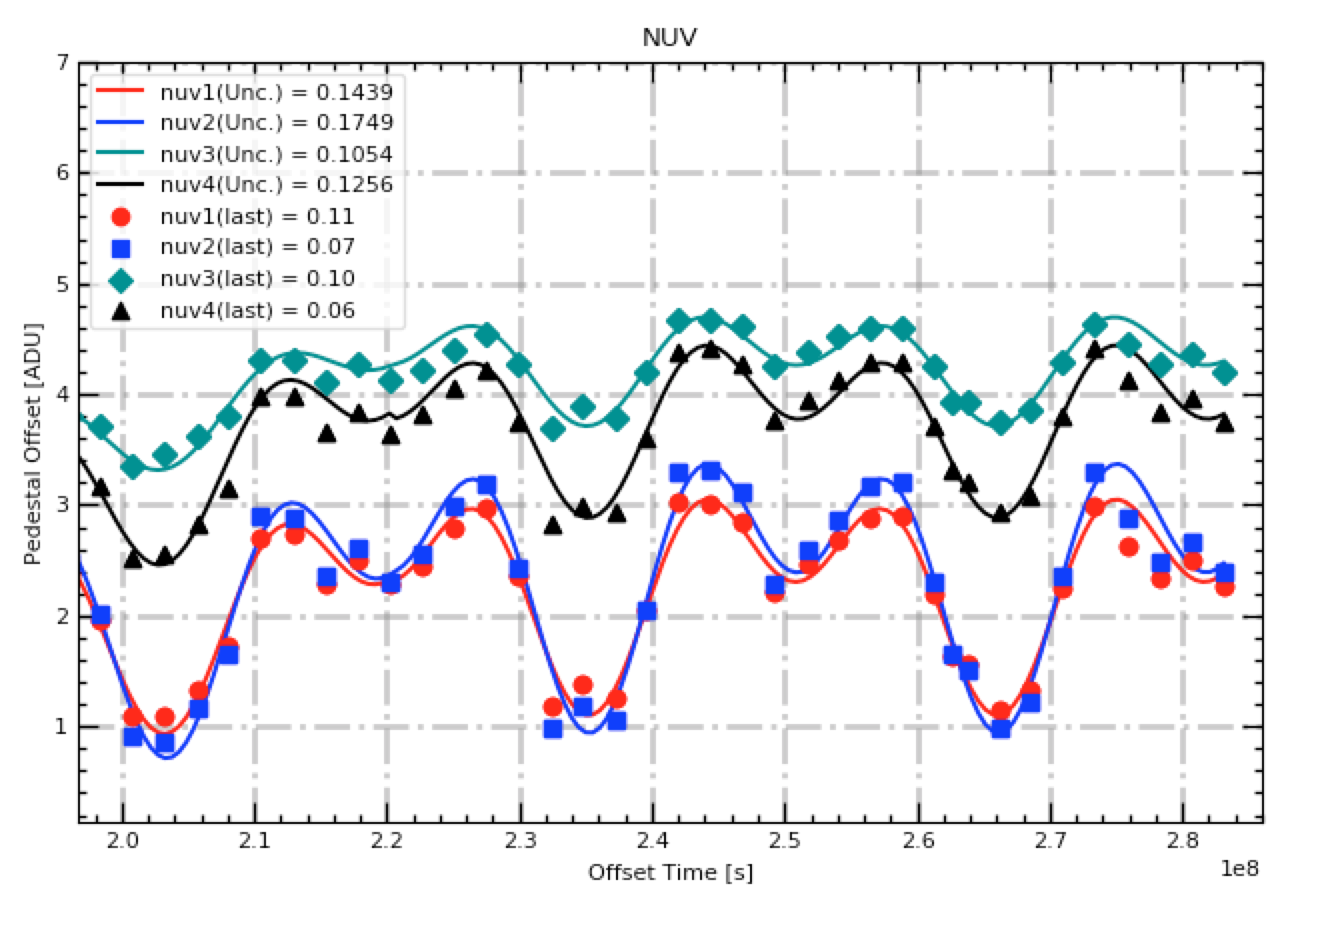 NUV
7
6
5
4
3
2
1
Pedestal Offset [ADU]
nuv1(Unc.) = 0.1439
nuv2(Unc.) = 0.1749
nuv3(Unc.) = 0.1054
nuv4(Unc.) = 0.1256
nuv1(last) = 0.11
nuv2(last) = 0.07
nuv3(last) = 0.10
nuv4(last) = 0.06
2.0 2.1 2.2 2.3 2.4 2.5 2.6 2.7 2.8
Offset Time [s]
1e8